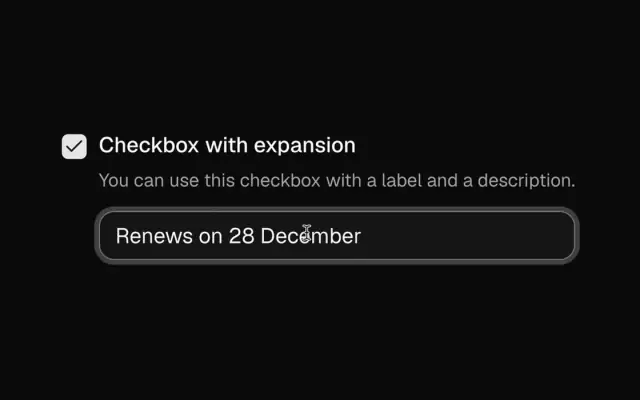 Checkbox with expansion
You can use this checkbox with a label and a description.
Renews on 28 December